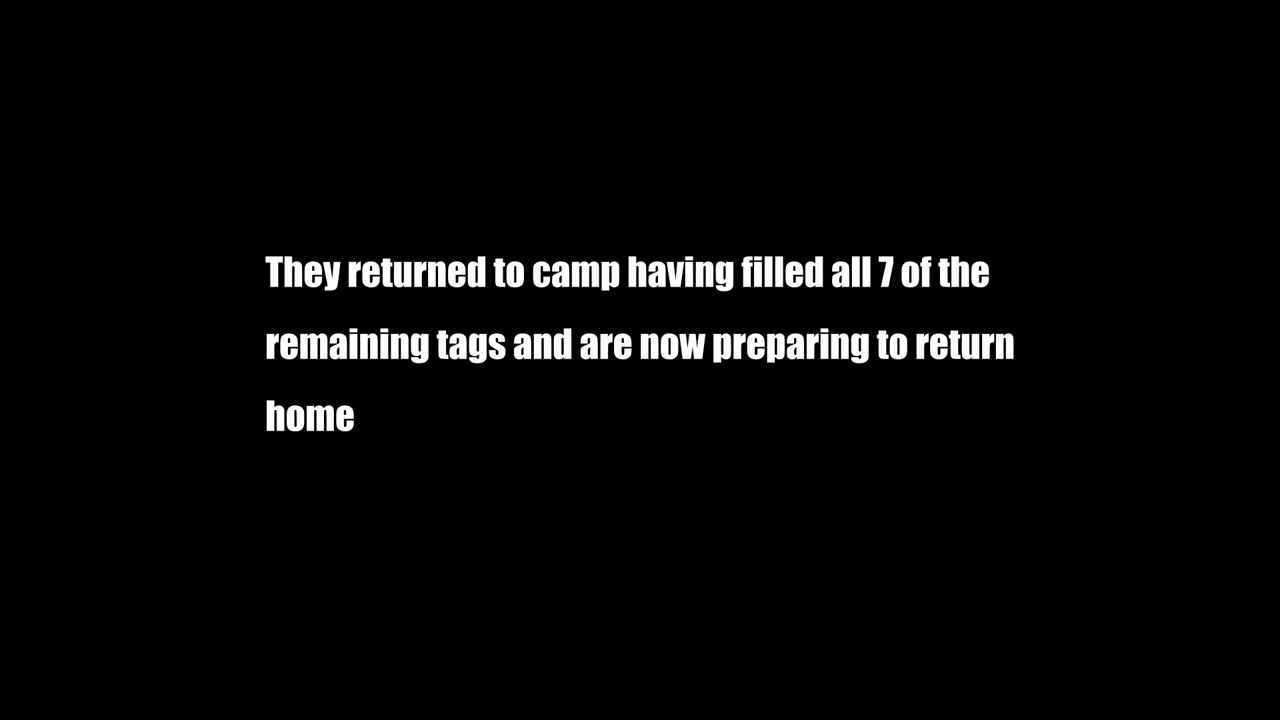 They returned to camp having filled all 7 of the
remaining tags and are now preparing to return
home